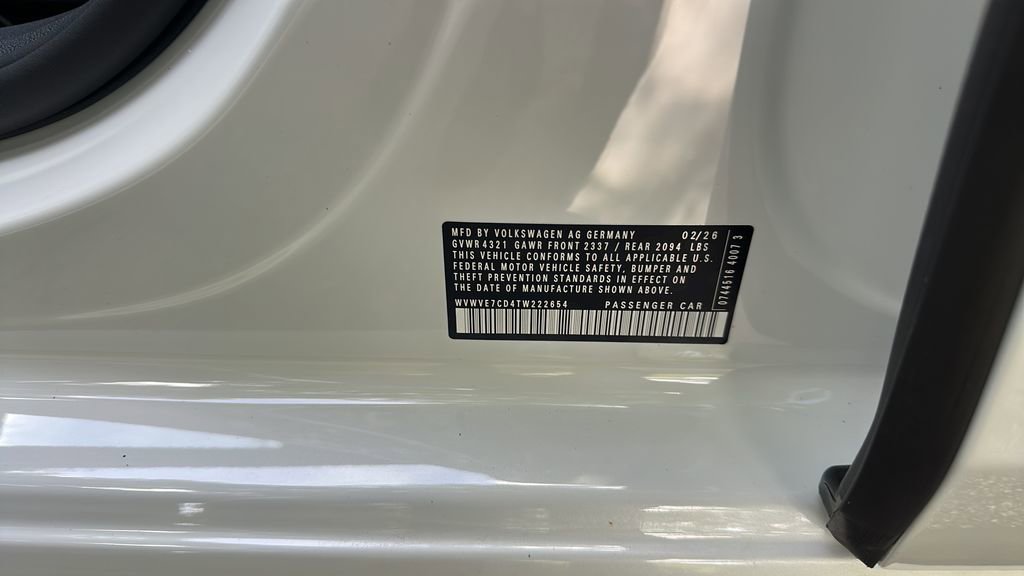 MFD BY VOLKSWAGEN AG GERMANY 02/26
GVWR 4321 GAWR FRONT 2337 / REAR 2094 LBS
THIS VEHICLE CONFORMS TO ALL APPLICABLE U.S.
FEDERAL MOTOR VEHICLE SAFETY, BUMPER AND
THEFT PREVENTION STANDARDS IN EFFECT ON
THE DATE OF MANUFACTURE SHOWN ABOVE.
WVWVE7CD4TW222654 PASSENGER CAR
0744516 4007 3